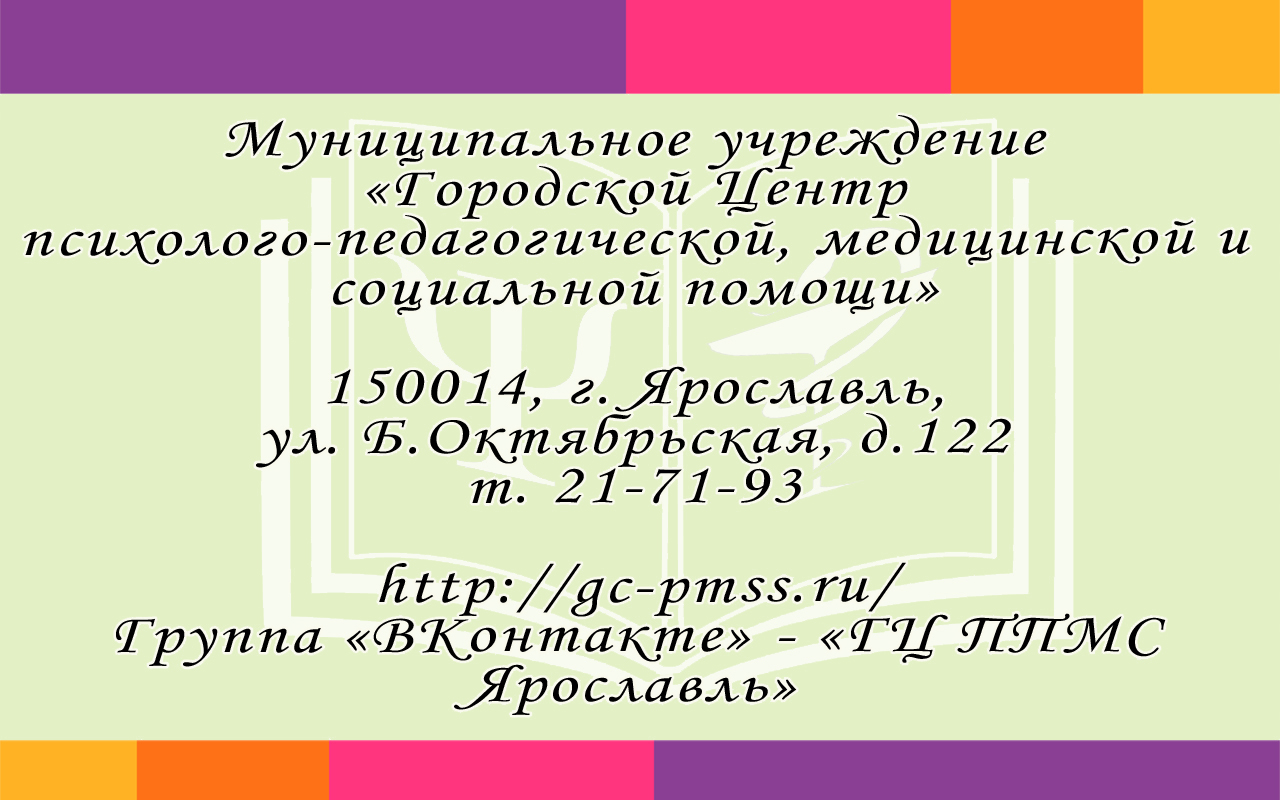 Муниципальное учреждение
«Городской Центр
психолого-педагогической, медицинской и
социальной помощи»
150014, г. Ярославль,
ул. Б.Октябрьская, д.122
т. 21-71-93
http://gc-pmss.ru/
Группа «ВКонтакте» - «ГЦ ППМС
Ярославль»